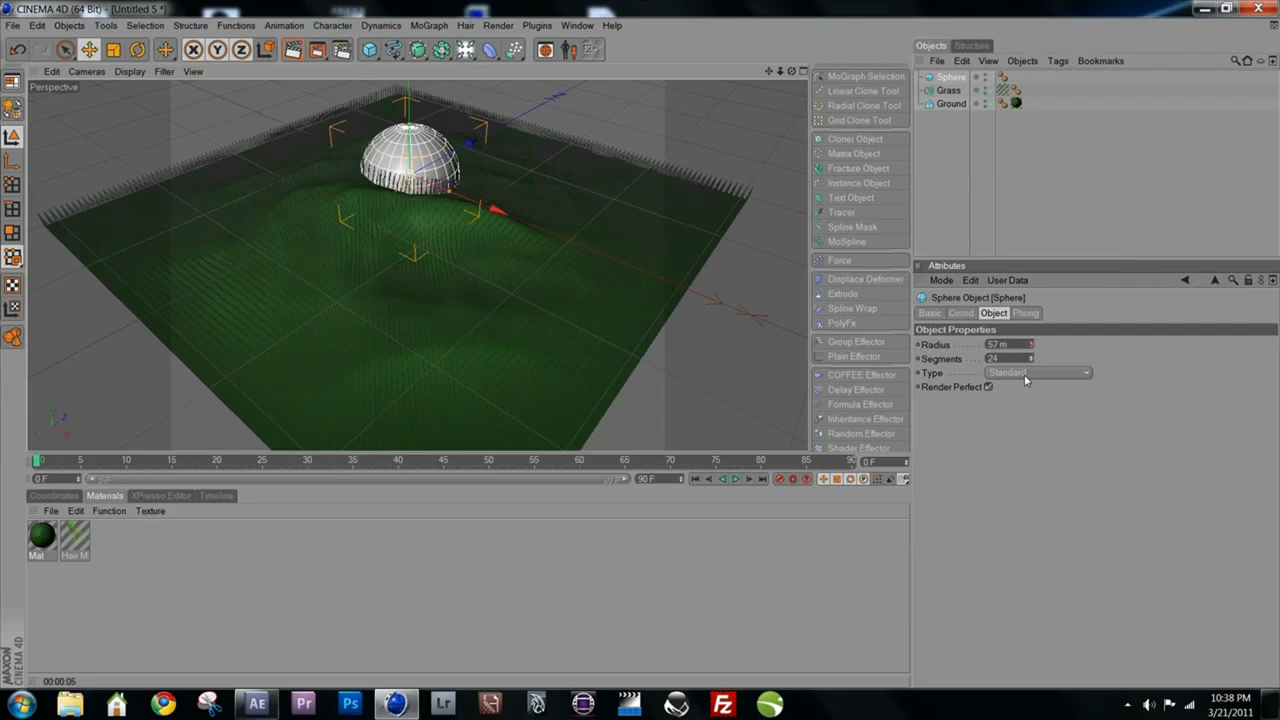 CINEMA 4D (64 Bit) - [Untitled 5 *]
File Edit Objects Tools Selection Structure Functions Animation Character Dynamics MoGraph Hair Render Plugins Window Help
X Y Z
Edit Cameras Display Filter View
Perspective
Z
X
MoGraph Selection
Linear Clone Tool
Radial Clone Tool
Grid Clone Tool
Cloner Object
Matrix Object
Fracture Object
Instance Object
Text Object
Tracer
Spline Mask
MoSpline
Force
Displace Deformer
Extrude
Spline Wrap
PolyFx
Group Effector
Plain Effector
COFFEE Effector
Delay Effector
Formula Effector
Inheritance Effector
Random Effector
Shader Effector
Objects Structure
File Edit View Objects Tags Bookmarks
Sphere
Grass
Ground
Attributes
Mode Edit User Data
Sphere Object [Sphere]
Basic Coord. Object Phong
Object Properties
Radius 57 m
Segments 24
Type Standard
Render Perfect
0 5 10 15 20 25 30 35 40 45 50 55 60 65 70 75 80 85 90 0 F
0 F 90 F
Coordinates Materials XPresso Editor Timeline
File Edit Function Texture
Mat Hair M
MAXON
CINEMA 4D
00:00:05
Ae Pr Ps Lr Fz
10:38 PM
3/21/2011